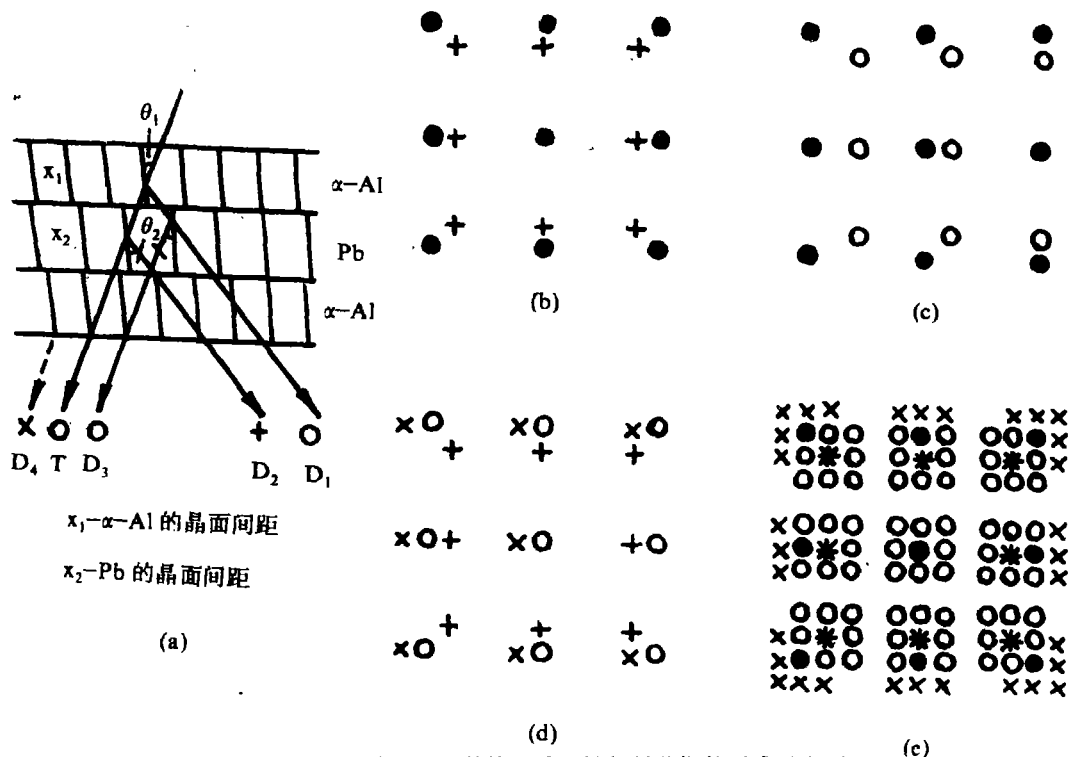 θ₁
x₁
α-Al
x₂
θ₂
Pb
α-Al
D₄ T D₃ D₂ D₁
x₁-α-Al 的晶面间距
x₂-Pb 的晶面间距
(a)
(b)
(c)
(d)
(e)